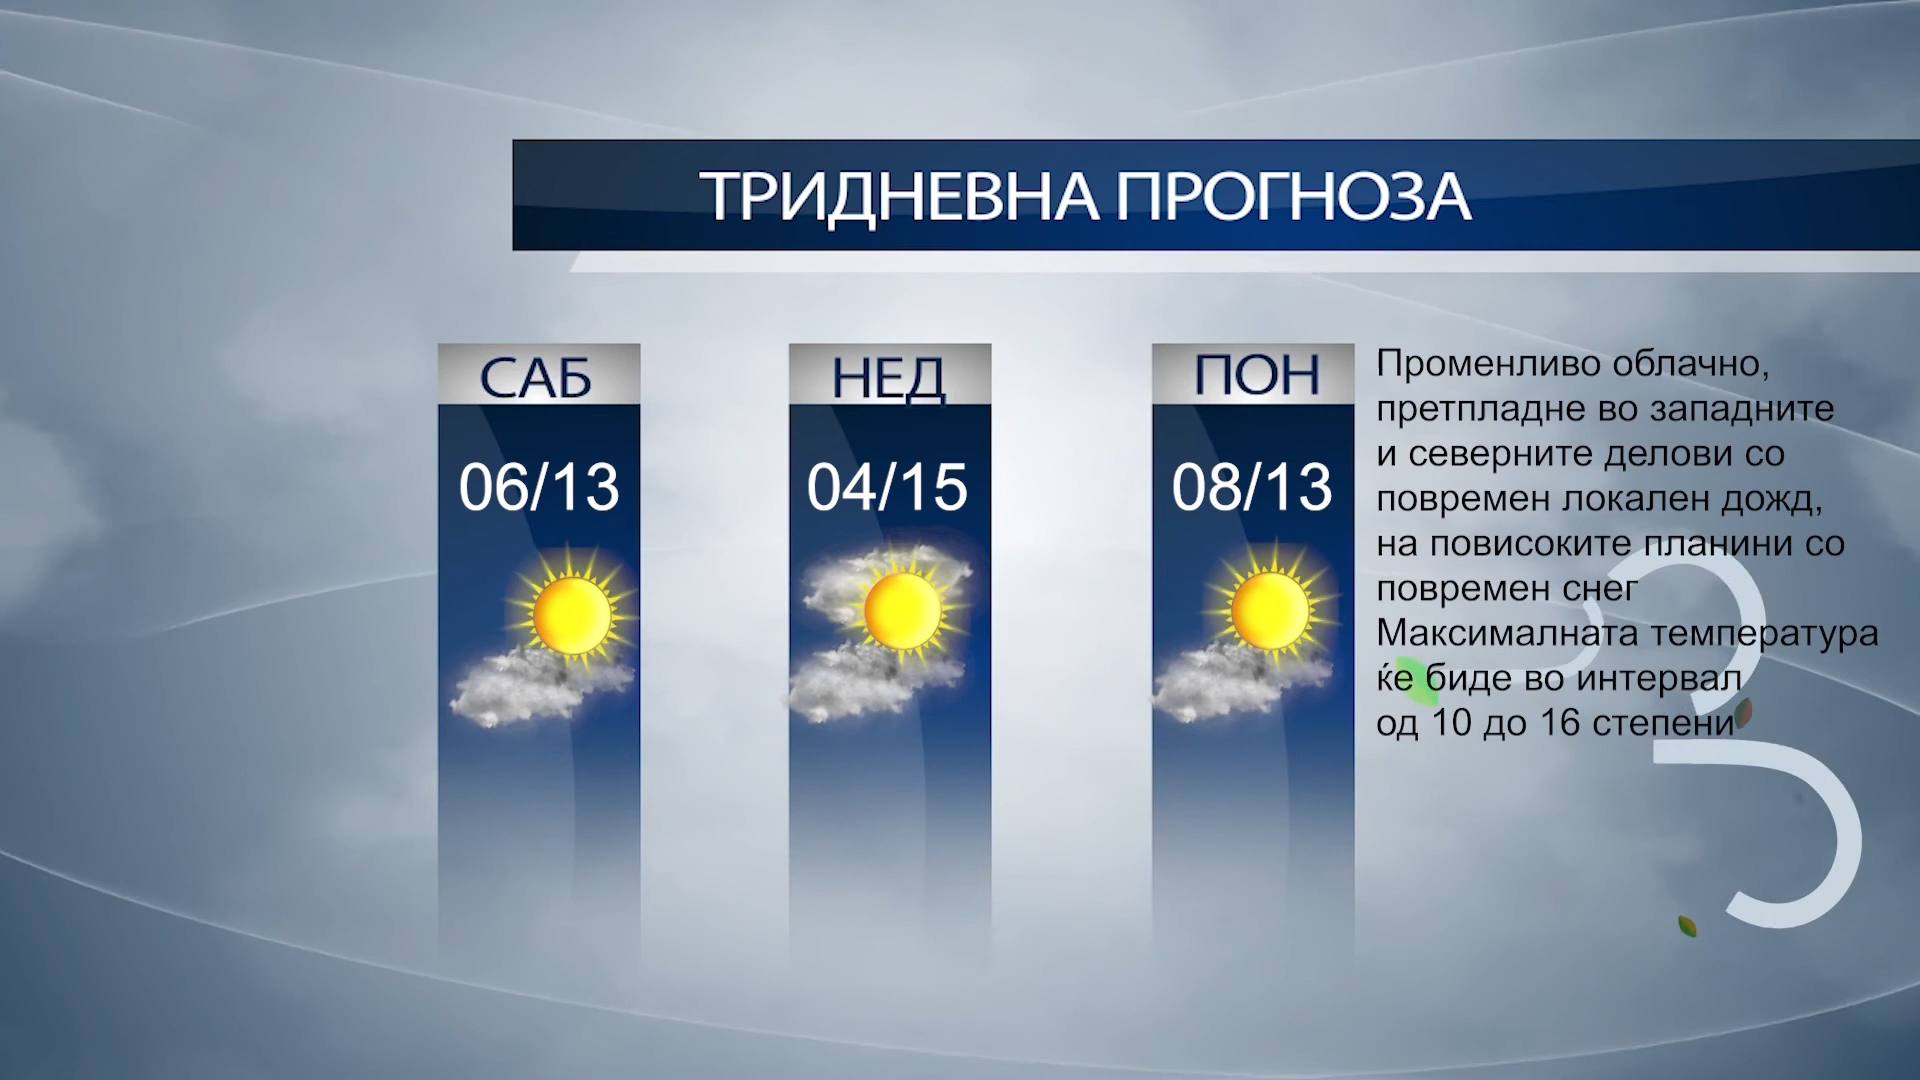 ТРИДНЕВНА ПРОГНОЗА
САБ
06/13
НЕД
04/15
ПОН
08/13
Променливо облачно,
претпладне во западните
и северните делови со
повремен локален дожд,
на повисоките планини со
повремен снег
Максималната температура
ќе биде во интервал
од 10 до 16 степени